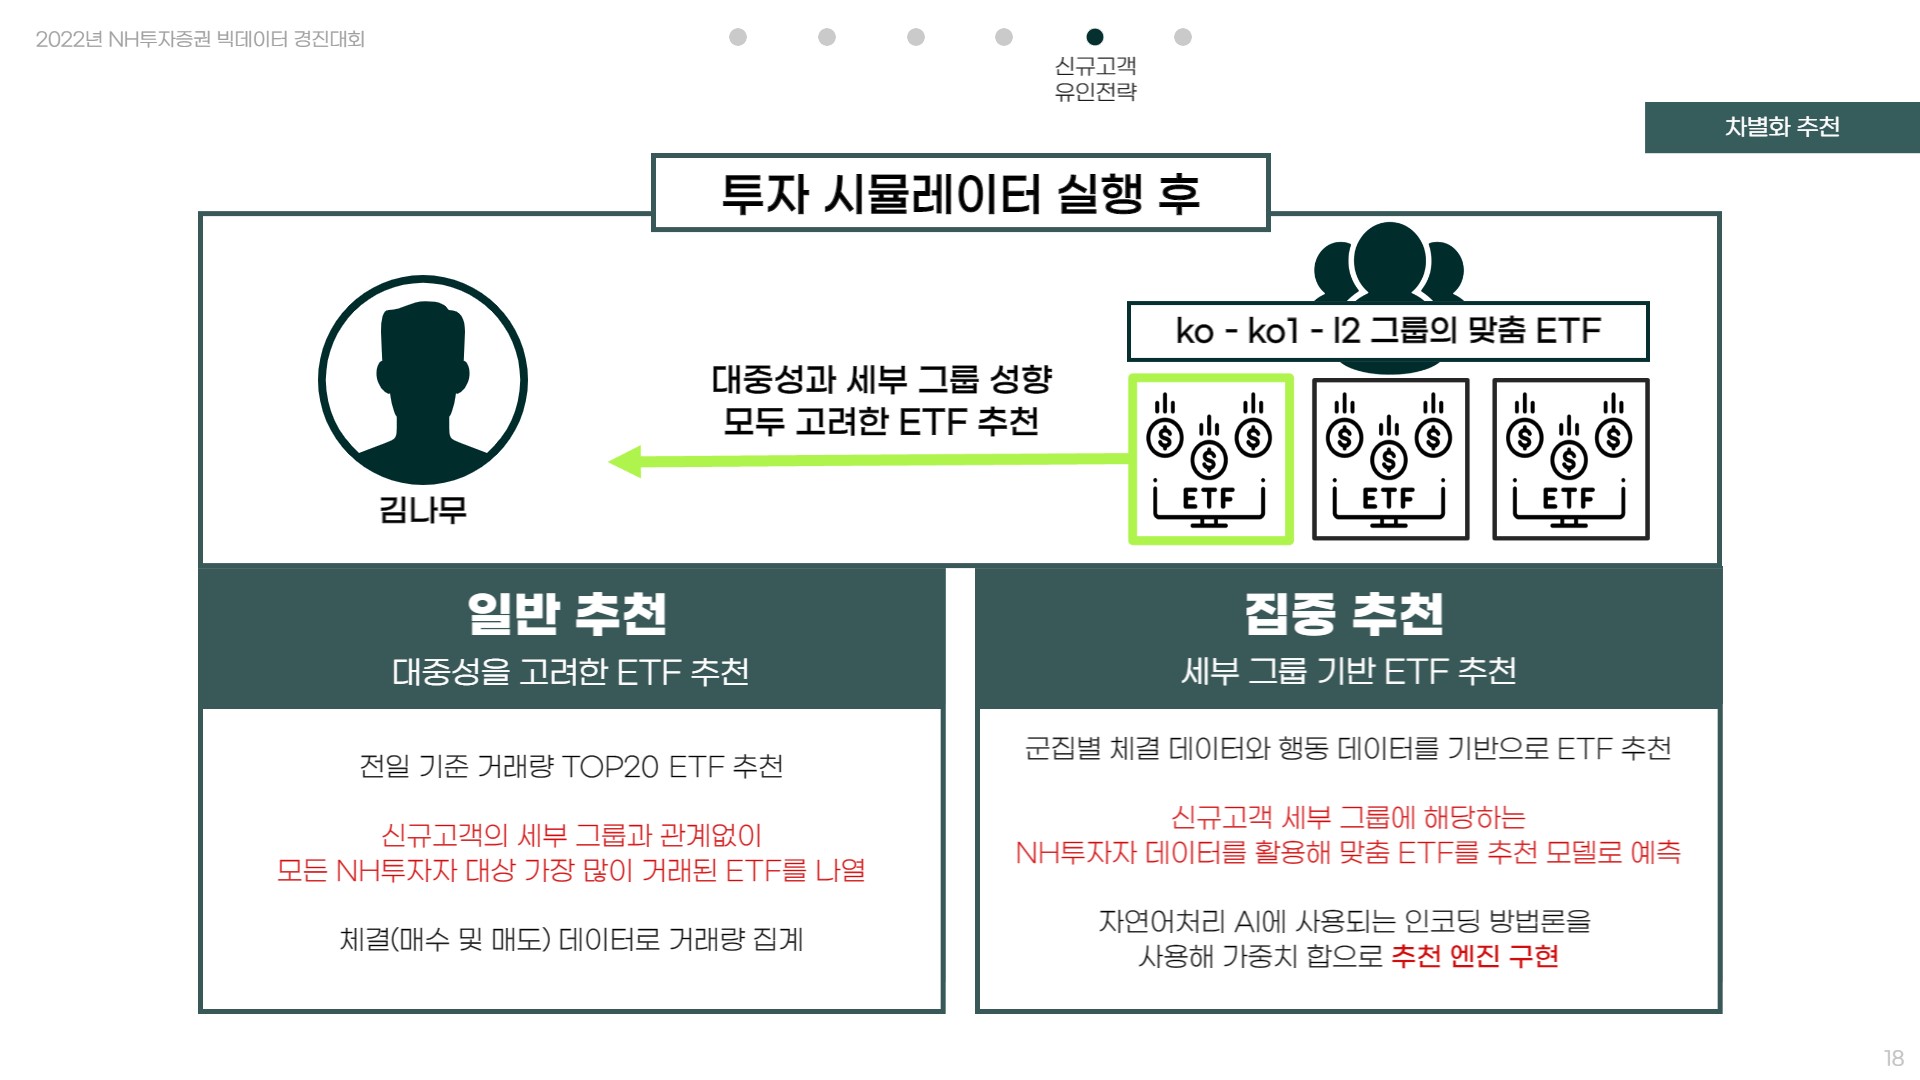 2022년 NH투자증권 빅데이터 경진대회
신규고객
유인전략
차별화 추천
투자 시뮬레이터 실행 후
ko - ko1 - l2 그룹의 맞춤 ETF
대중성과 세부 그룹 성향
모두 고려한 ETF 추천
김나무
ETF
ETF
ETF
일반 추천
대중성을 고려한 ETF 추천
전일 기준 거래량 TOP20 ETF 추천
신규고객의 세부 그룹과 관계없이
모든 NH투자자 대상 가장 많이 거래된 ETF를 나열
체결(매수 및 매도) 데이터로 거래량 집계
집중 추천
세부 그룹 기반 ETF 추천
군집별 체결 데이터와 행동 데이터를 기반으로 ETF 추천
신규고객 세부 그룹에 해당하는
NH투자자 데이터를 활용해 맞춤 ETF를 추천 모델로 예측
자연어처리 AI에 사용되는 인코딩 방법론을
사용해 가중치 합으로 추천 엔진 구현
18